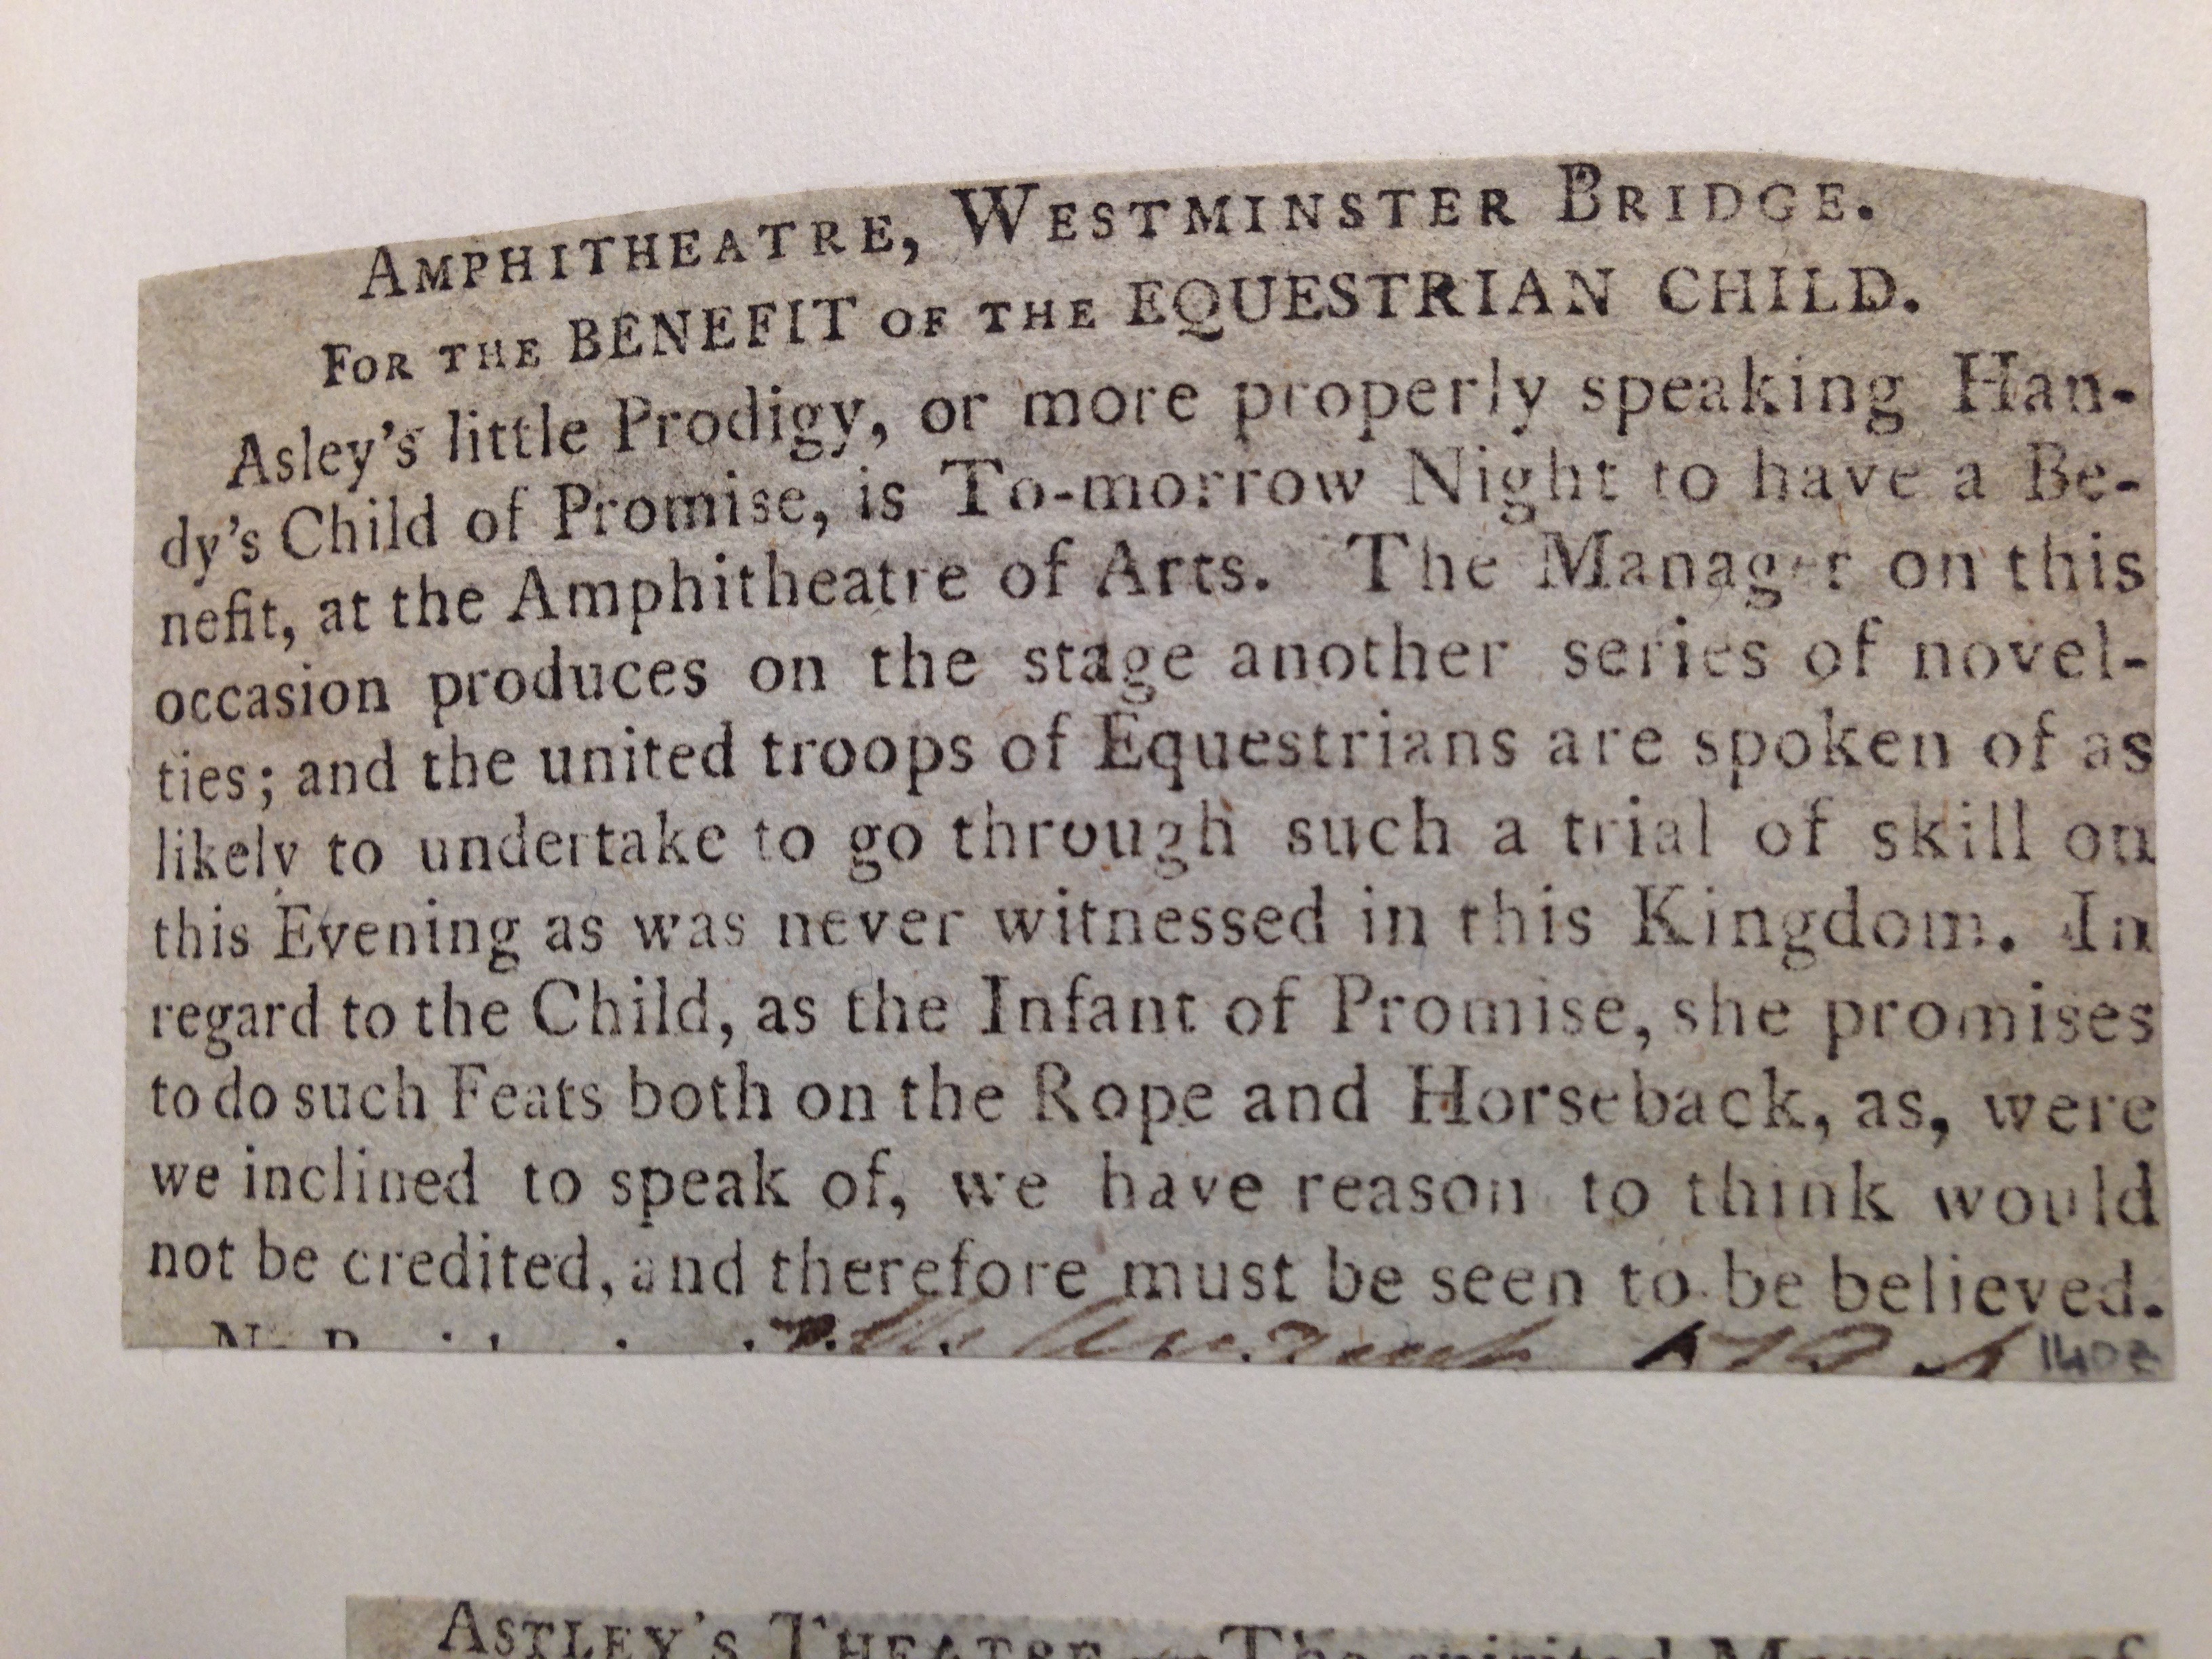 AMPHITHEATRE, WESTMINSTER BRIDGE.
FOR THE BENEFIT OF THE EQUESTRIAN CHILD.
Asley's little Prodigy, or more properly speaking Han-
dy's Child of Promise, is To-morrow Night to have a Be-
nefit, at the Amphitheatre of Arts. The Manager on this
occasion produces on the stage another series of novel-
ties; and the united troops of Equestrians are spoken of as
likely to undertake to go through such a trial of skill on
this Evening as was never witnessed in this Kingdom. In
regard to the Child, as the Infant of Promise, she promises
to do such Feats both on the Rope and Horseback, as, were
we inclined to speak of, we have reason to think would
not be credited, and therefore must be seen to be believed.
ASTLEY'S THEATRE.—The spirited Manager of